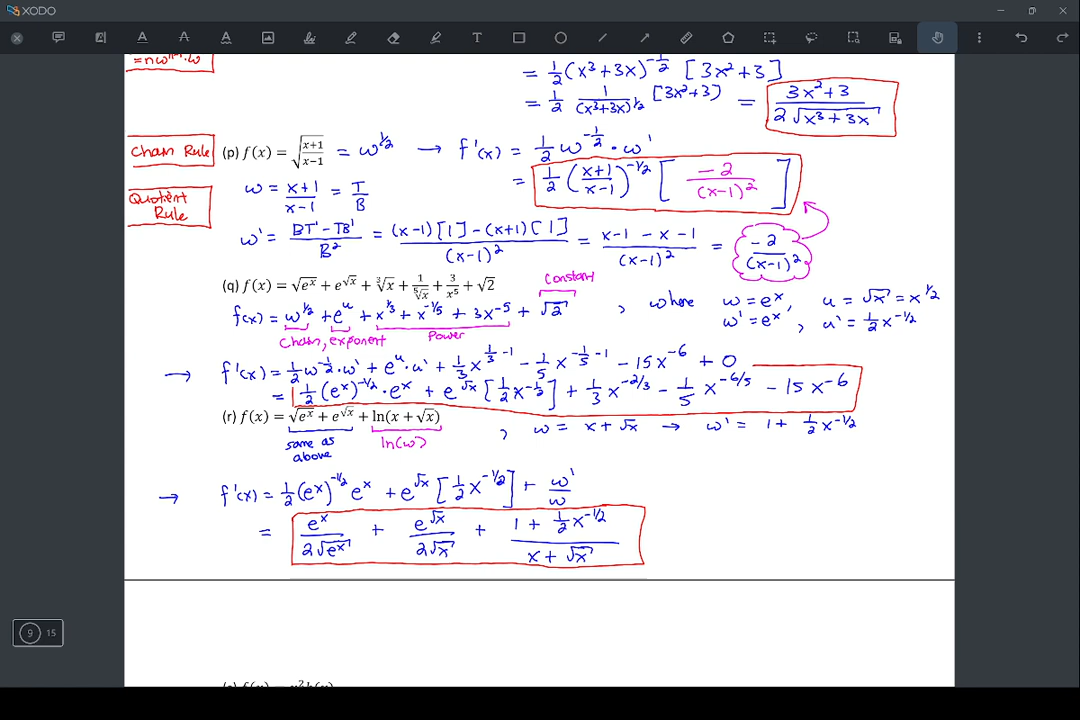 XODO
= nw^(n-1)·w'
= 1/2 (x³+3x)^(-1/2) [3x²+3]
= 1/2 1/(x³+3x)^(1/2) [3x²+3] = (3x²+3)/(2√(x³+3x))
Chain Rule
(p) f(x) = √((x+1)/(x−1)) = w^(1/2) → f'(x) = 1/2 w^(-1/2) · w'
= 1/2 ((x+1)/(x-1))^(-1/2) [ -2/(x-1)² ]
Quotient Rule
w = (x+1)/(x-1) = T/B
w' = (BT' - TB')/B² = ((x-1)[1] - (x+1)[1])/(x-1)² = (x-1-x-1)/(x-1)² = -2/(x-1)²
(q) f(x) = √(e^x) + e^(√x) + ∛x + 1/⁵√x + 3/x⁵ + √2
Constant
f(x) = w^(1/2) + e^u + x^(1/3) + x^(-1/5) + 3x^(-5) + √2 , where w = e^x, u = √x = x^(1/2)
w' = e^x , u' = 1/2 x^(-1/2)
Chain, exponent Power
→ f'(x) = 1/2 w^(-1/2) · w' + e^u · u' + 1/3 x^(1/3 - 1) - 1/5 x^(-1/5 - 1) - 15x^(-6) + 0
= 1/2 (e^x)^(-1/2) · e^x + e^(√x) [1/2 x^(-1/2)] + 1/3 x^(-2/3) - 1/5 x^(-6/5) - 15x^(-6)
(r) f(x) = √(e^x) + e^(√x) + ln(x + √x)
same as above
ln(w) , w = x + √x → w' = 1 + 1/2 x^(-1/2)
→ f'(x) = 1/2 (e^x)^(-1/2) e^x + e^(√x) [1/2 x^(-1/2)] + w'/w
= e^x/(2√(e^x)) + e^(√x)/(2√x) + (1 + 1/2 x^(-1/2))/(x + √x)
9 15